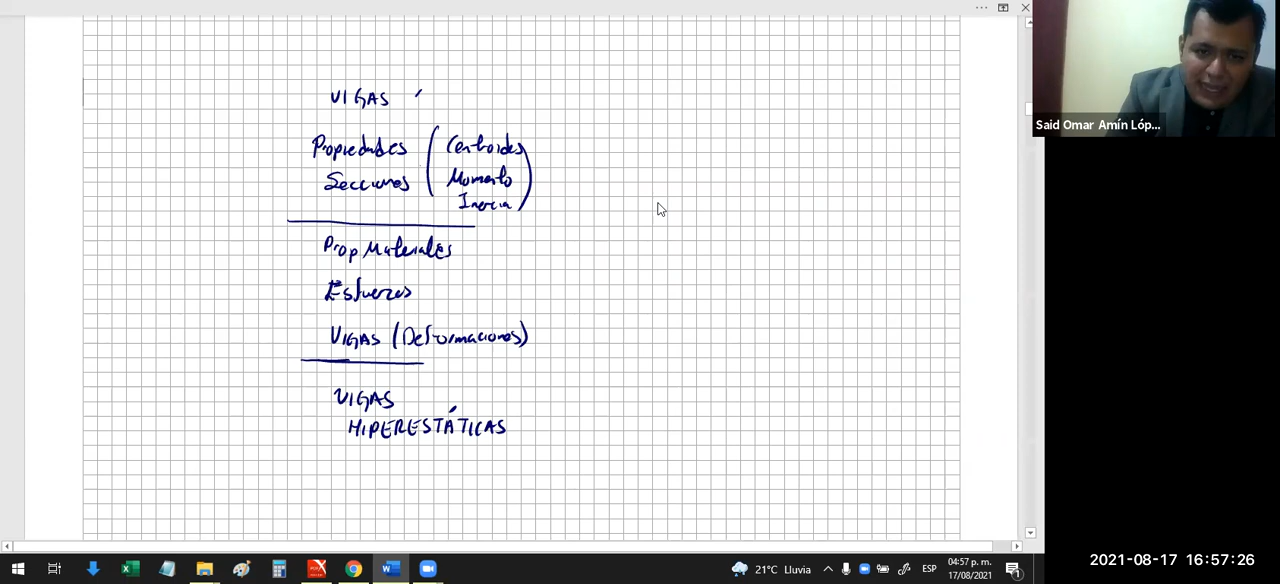 VIGAS
Propiedades (Centroides
Secciones Momento
Inercia)
Prop Materiales
Esfuerzos
VIGAS (Deformaciones)
VIGAS
HIPERESTÁTICAS
Said Omar Amín Lóp...
21°C Lluvia
ESP
04:57 p. m.
17/08/2021
2021-08-17 16:57:26